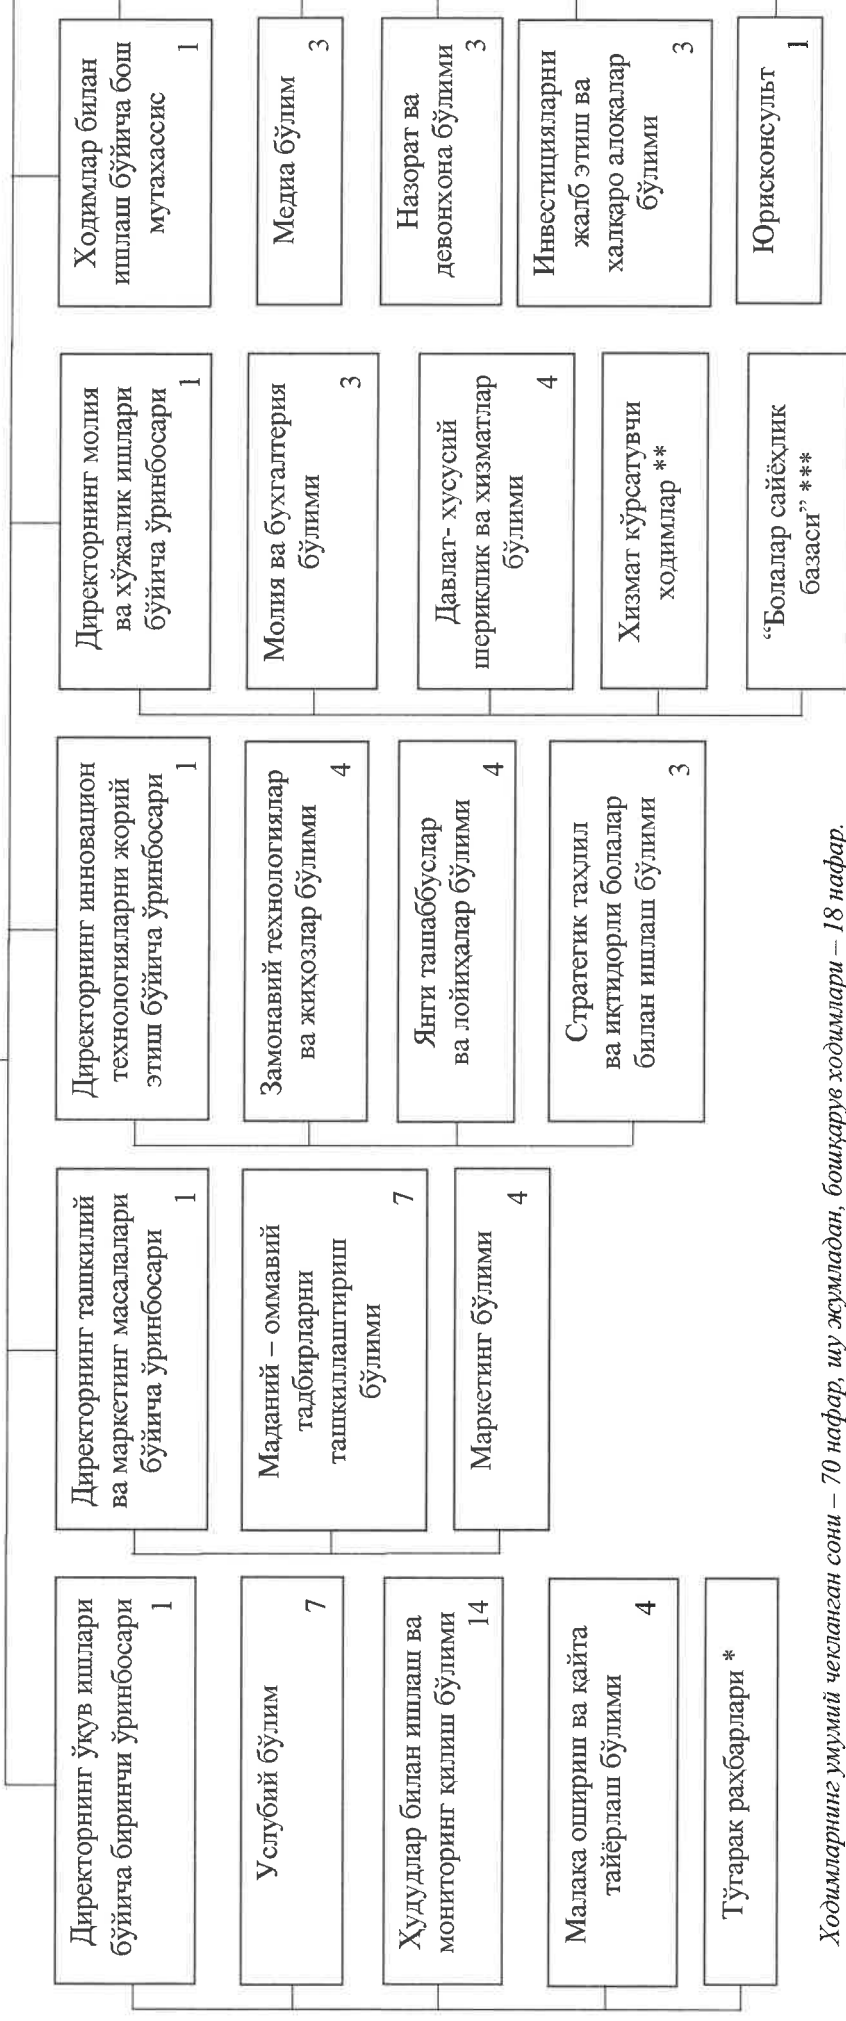 Директорнинг ўқув ишлари
бўйича биринчи ўринбосари
1
Услубий бўлим
7
Ҳудудлар билан ишлаш ва
мониторинг қилиш бўлими
14
Малака ошириш ва қайта
тайёрлаш бўлими
4
Тўгарак раҳбарлари *
Директорнинг ташкилий
ва маркетинг масалалари
бўйича ўринбосари
1
Маданий – оммавий
тадбирларни
ташкиллаштириш
бўлими
7
Маркетинг бўлими
4
Директорнинг инновацион
технологияларни жорий
этиш бўйича ўринбосари
1
Замонавий технологиялар
ва жиҳозлар бўлими
4
Янги ташаббуслар
ва лойиҳалар бўлими
4
Стратегик таҳлил
ва иқтидорли болалар
билан ишлаш бўлими
3
Директорнинг молия
ва хўжалик ишлари
бўйича ўринбосари
1
Молия ва бухгалтерия
бўлими
3
Давлат- хусусий
шериклик ва хизматлар
бўлими
4
Хизмат кўрсатувчи
ходимлар **
“Болалар сайёҳлик
базаси” ***
Ходимлар билан
ишлаш бўйича бош
мутахассис
1
Медиа бўлим
3
Назорат ва
девонхона бўлими
3
Инвестицияларни
жалб этиш ва
халқаро алоқалар
бўлими
3
Юрисконсульт
1
Ходимларнинг умумий чекланган сони – 70 нафар, шу жумладан, бошқарув ходимлари – 18 нафар.